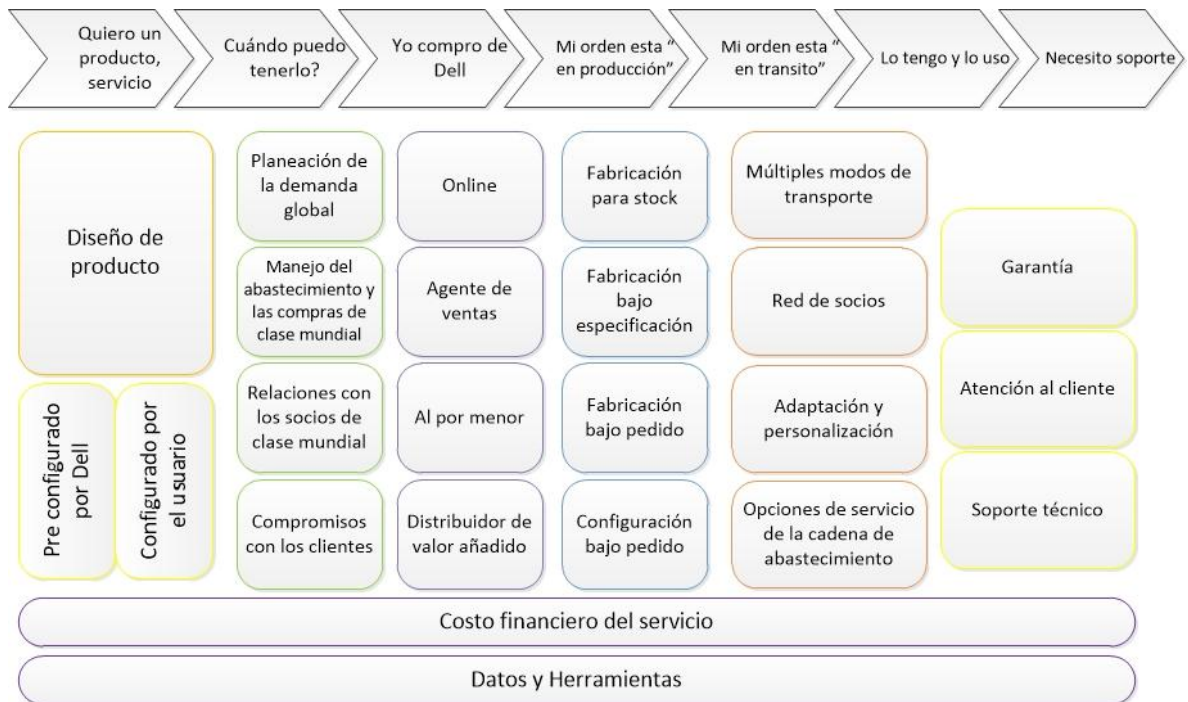 Quiero un
producto,
servicio
Cuándo puedo
tenerlo?
Yo compro de
Dell
Mi orden esta “
en producción”
Mi orden esta “
en transito”
Lo tengo y lo uso
Necesito soporte
Diseño de
producto
Pre configurado
por Dell
Configurado por
el usuario
Planeación de
la demanda
global
Manejo del
abastecimiento y
las compras de
clase mundial
Relaciones con
los socios de
clase mundial
Compromisos
con los clientes
Online
Agente de
ventas
Al por menor
Distribuidor de
valor añadido
Fabricación
para stock
Fabricación
bajo
especificación
Fabricación
bajo pedido
Configuración
bajo pedido
Múltiples modos de
transporte
Red de socios
Adaptación y
personalización
Opciones de servicio
de la cadena de
abastecimiento
Garantía
Atención al cliente
Soporte técnico
Costo financiero del servicio
Datos y Herramientas